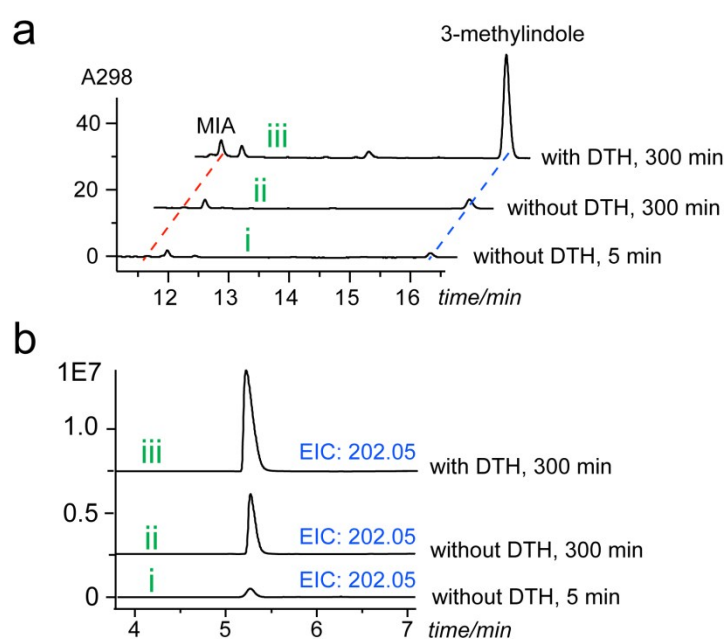 a
3-methylindole
A298
40
MIA
iii
with DTH, 300 min
20
ii
without DTH, 300 min
i
0
without DTH, 5 min
12 13 14 15 16 time/min
b
1E7
1.0
iii
EIC: 202.05
with DTH, 300 min
0.5
ii
EIC: 202.05
without DTH, 300 min
i
EIC: 202.05
0
without DTH, 5 min
4 5 6 7 time/min